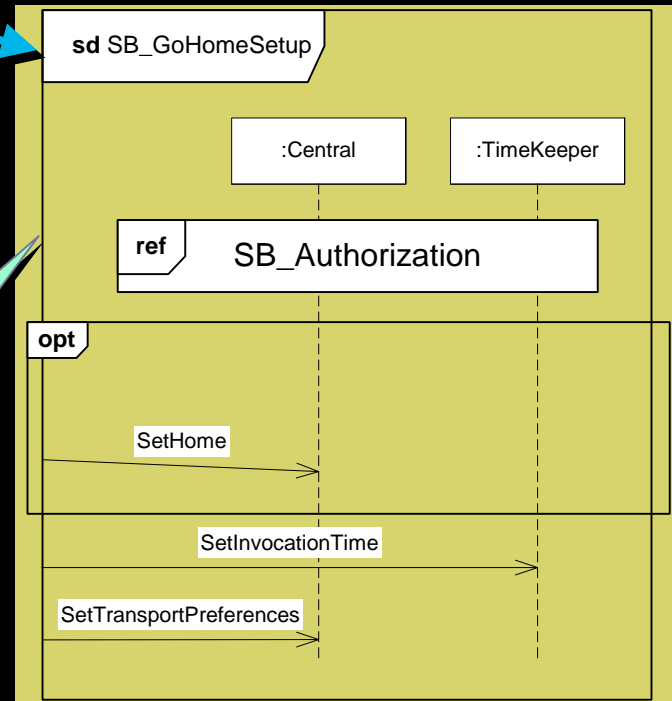 sd SB_GoHomeSetup
:Central
:TimeKeeper
ref
SB_Authorization
opt
SetHome
SetInvocationTime
SetTransportPreferences